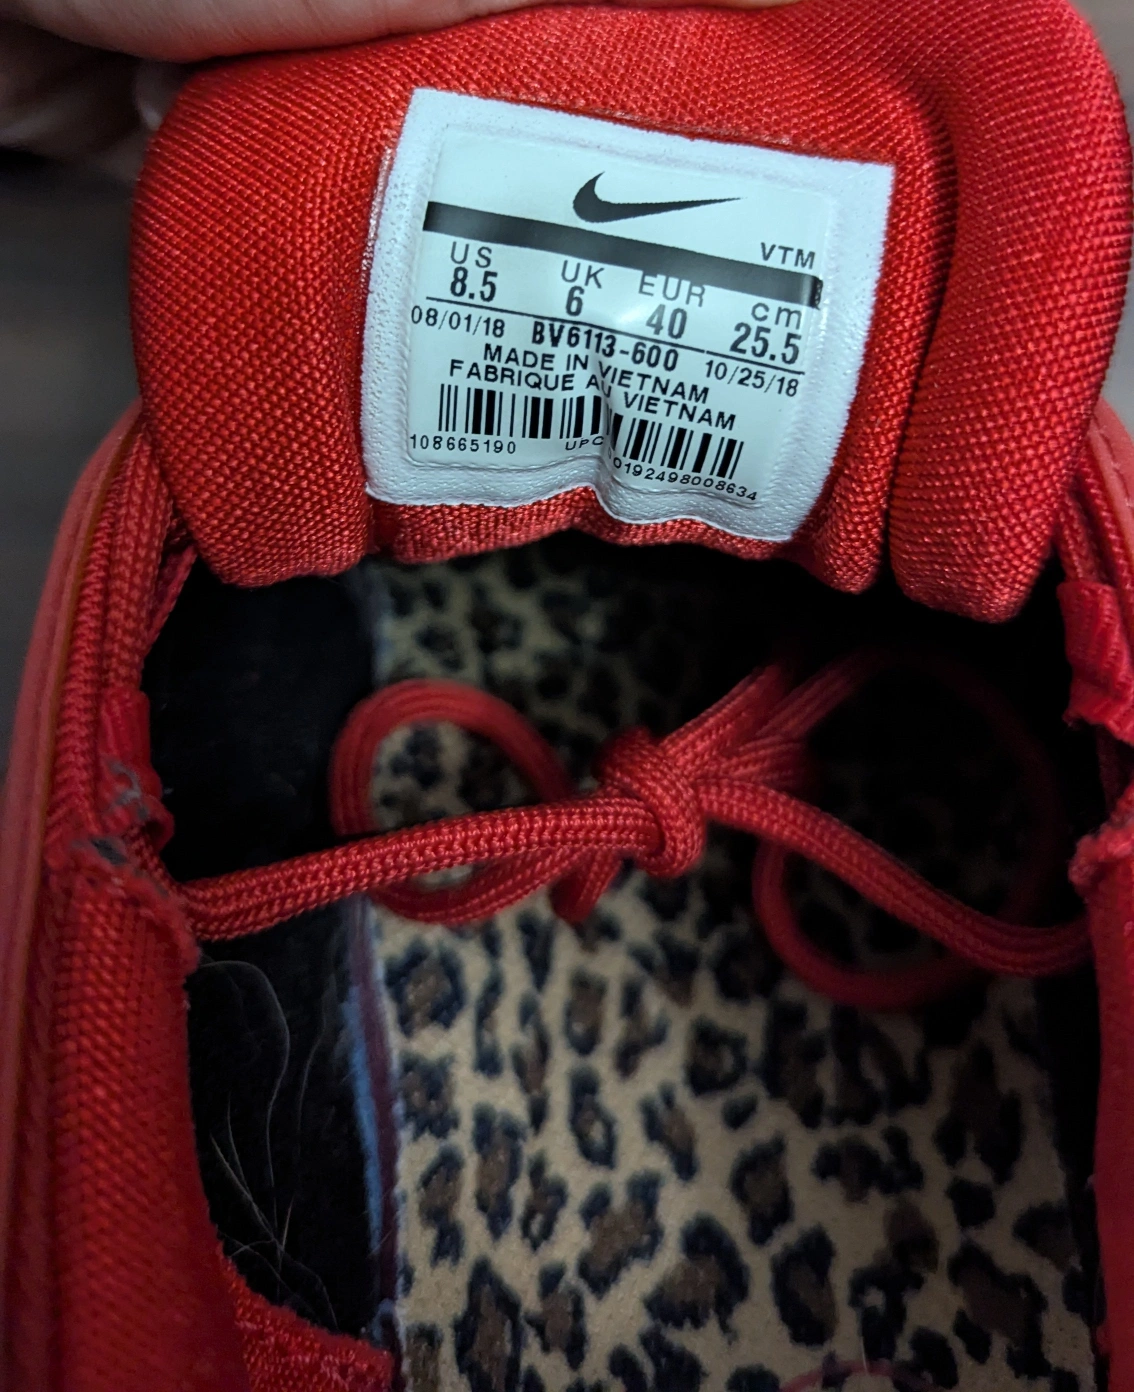 VTM
US UK EUR cm
8.5 6 40 25.5
08/01/18 BV6113-600 10/25/18
MADE IN VIETNAM
FABRIQUE AU VIETNAM
108665190 UPC 00192498008634